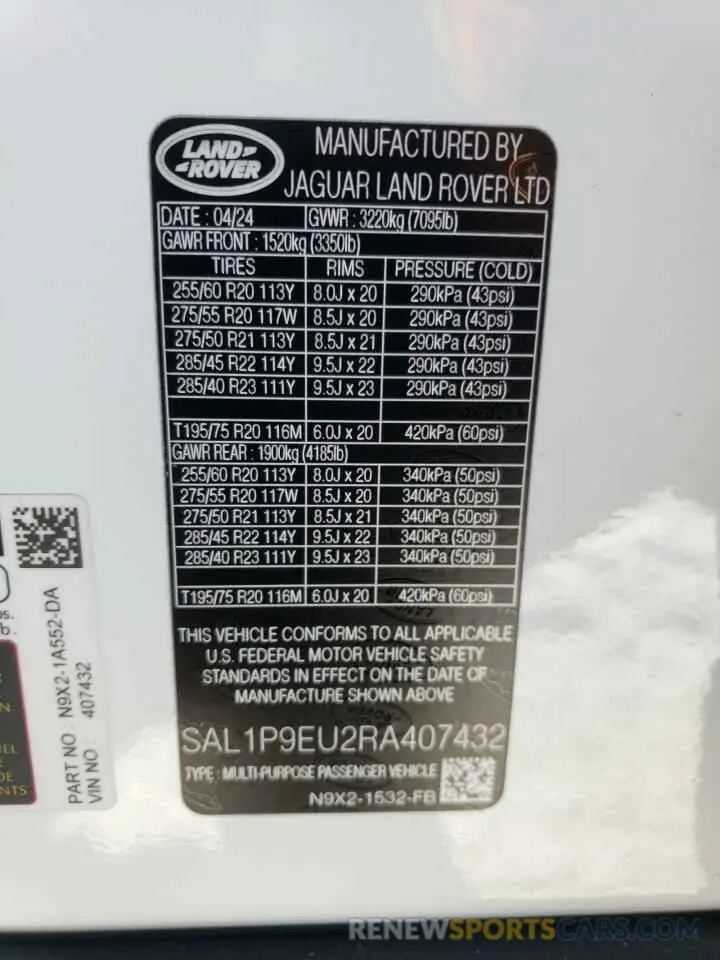 LAND-
-ROVER
MANUFACTURED BY
JAGUAR LAND ROVER LTD
DATE : 04/24 GVWR : 3220kg (7095lb)
GAWR FRONT : 1520kg (3350lb)
TIRES RIMS PRESSURE (COLD)
255/60 R20 113Y 8.0J x 20 290kPa (43psi)
275/55 R20 117W 8.5J x 20 290kPa (43psi)
275/50 R21 113Y 8.5J x 21 290kPa (43psi)
285/45 R22 114Y 9.5J x 22 290kPa (43psi)
285/40 R23 111Y 9.5J x 23 290kPa (43psi)
T195/75 R20 116M 6.0J x 20 420kPa (60psi)
GAWR REAR : 1900kg (4185lb)
255/60 R20 113Y 8.0J x 20 340kPa (50psi)
275/55 R20 117W 8.5J x 20 340kPa (50psi)
275/50 R21 113Y 8.5J x 21 340kPa (50psi)
285/45 R22 114Y 9.5J x 22 340kPa (50psi)
285/40 R23 111Y 9.5J x 23 340kPa (50psi)
T195/75 R20 116M 6.0J x 20 420kPa (60psi)
THIS VEHICLE CONFORMS TO ALL APPLICABLE
U.S. FEDERAL MOTOR VEHICLE SAFETY
STANDARDS IN EFFECT ON THE DATE OF
MANUFACTURE SHOWN ABOVE
SAL1P9EU2RA407432
TYPE : MULTI-PURPOSE PASSENGER VEHICLE
N9X2-1532-FB
PART NO : N9X2-1A552-DA
VIN NO : 407432
RENEWSPORTSCARS.COM